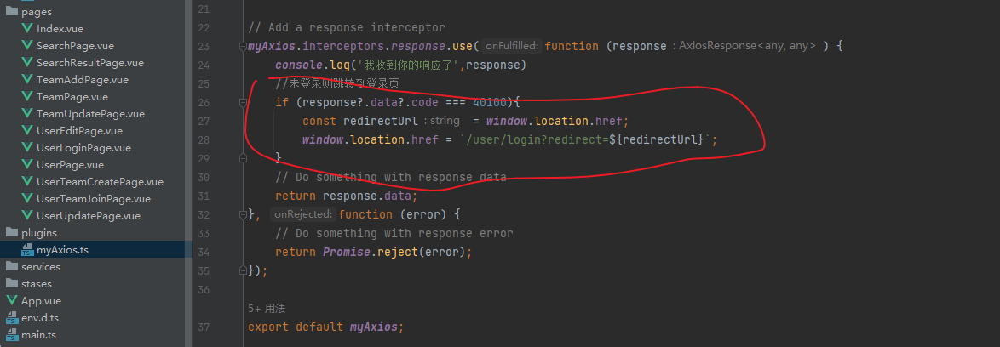 pages
Index.vue
SearchPage.vue
SearchResultPage.vue
TeamAddPage.vue
TeamPage.vue
TeamUpdatePage.vue
UserEditPage.vue
UserLoginPage.vue
UserPage.vue
UserTeamCreatePage.vue
UserTeamJoinPage.vue
UserUpdatePage.vue
plugins
myAxios.ts
services
stases
App.vue
env.d.ts
main.ts
21
22 // Add a response interceptor
23 myAxios.interceptors.response.use( onFulfilled: function (response : AxiosResponse<any, any> ) {
24 console.log('我收到你的响应了',response)
25 //未登录则跳转到登录页
26 if (response?.data?.code === 40100){
27 const redirectUrl : string = window.location.href;
28 window.location.href = `/user/login?redirect=${redirectUrl}`;
29 }
30 // Do something with response data
31 return response.data;
32 }, onRejected: function (error) {
33 // Do something with response error
34 return Promise.reject(error);
35 });
36
5+ 用法
37 export default myAxios;